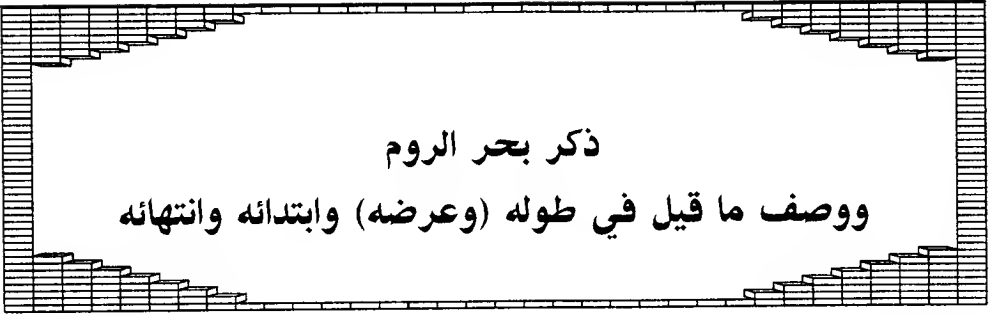 ذكر بحر الروم
ووصف ما قيل في طوله (وعرضه) وابتدائه وانتهائه